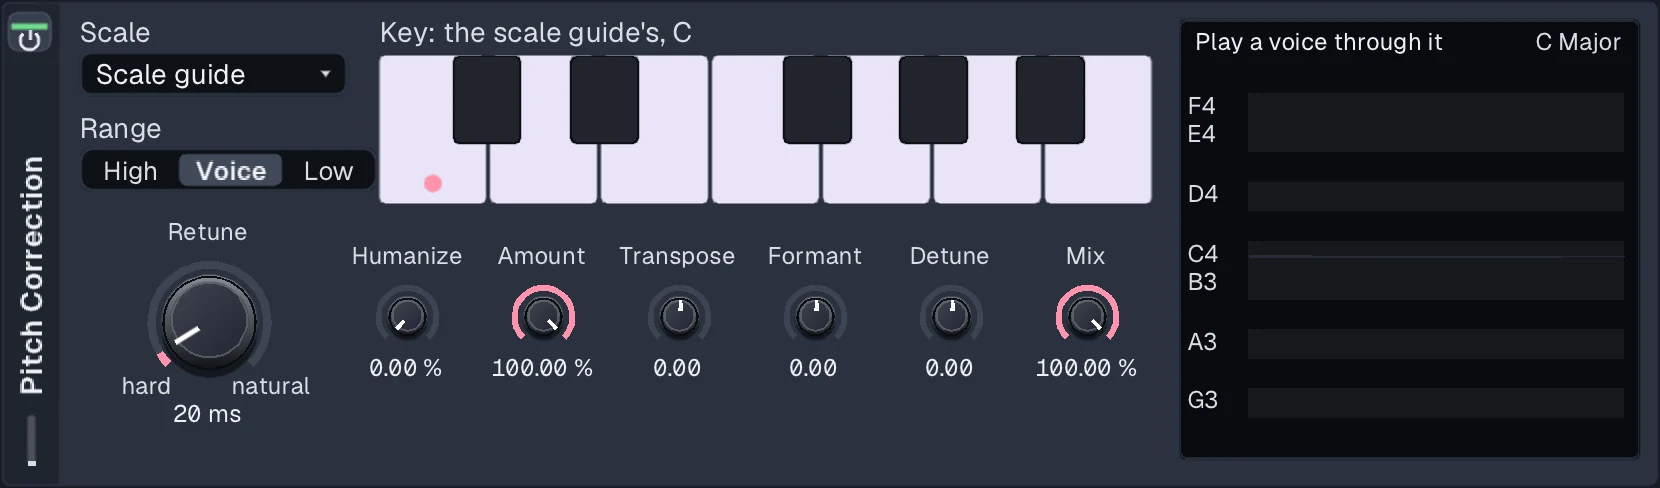 Pitch Correction
Scale
Scale guide
Range
High Voice Low
Key: the scale guide's, C
Retune
hard natural
20 ms
Humanize Amount Transpose Formant Detune Mix
0.00 % 100.00 % 0.00 0.00 0.00 100.00 %
Play a voice through it C Major
F4
E4
D4
C4
B3
A3
G3